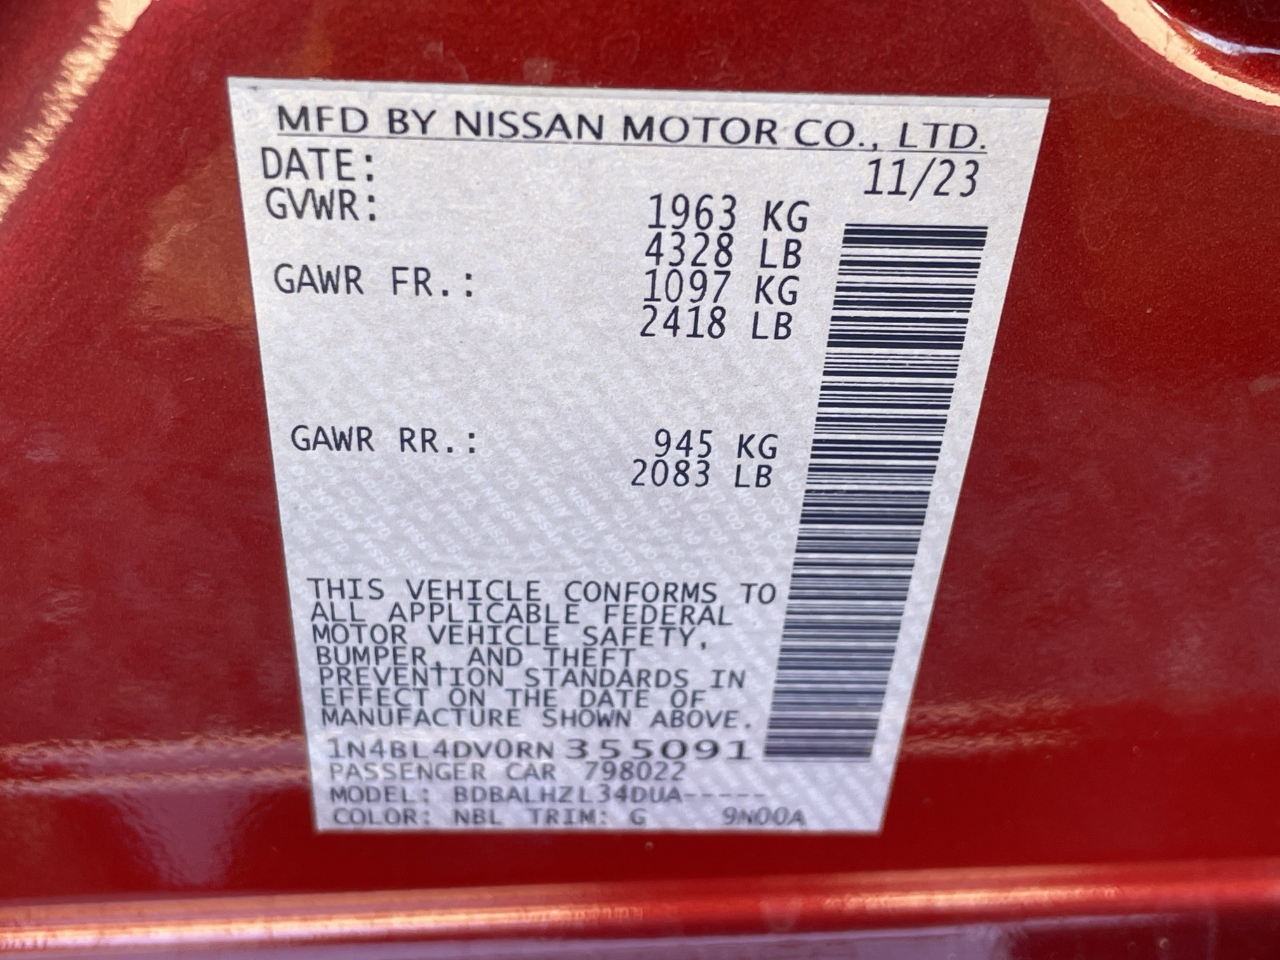 MFD BY NISSAN MOTOR CO., LTD.
DATE: 11/23
GVWR: 1963 KG
4328 LB
GAWR FR.: 1097 KG
2418 LB
GAWR RR.: 945 KG
2083 LB
THIS VEHICLE CONFORMS TO
ALL APPLICABLE FEDERAL
MOTOR VEHICLE SAFETY,
BUMPER, AND THEFT
PREVENTION STANDARDS IN
EFFECT ON THE DATE OF
MANUFACTURE SHOWN ABOVE.
1N4BL4DV0RN 355091
PASSENGER CAR 798022
MODEL: BDBALHZL34DUA-----
COLOR: NBL TRIM: G 9N00A